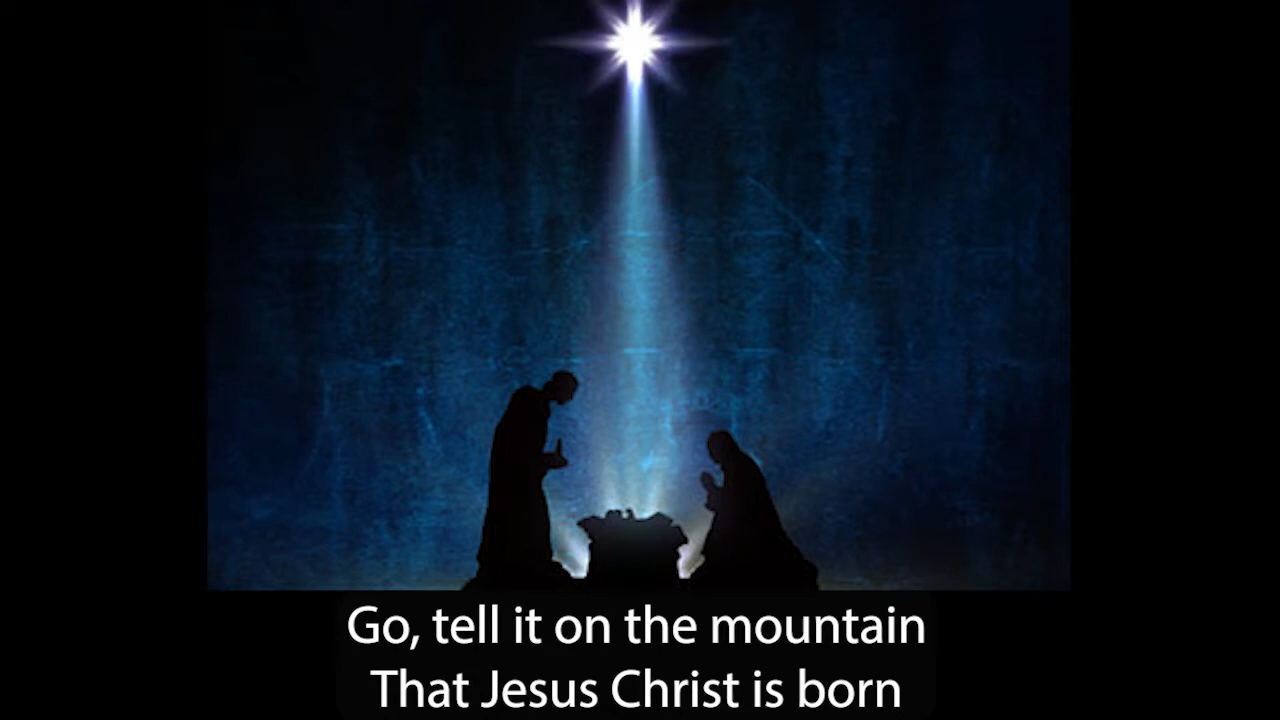 Go, tell it on the mountain
That Jesus Christ is born